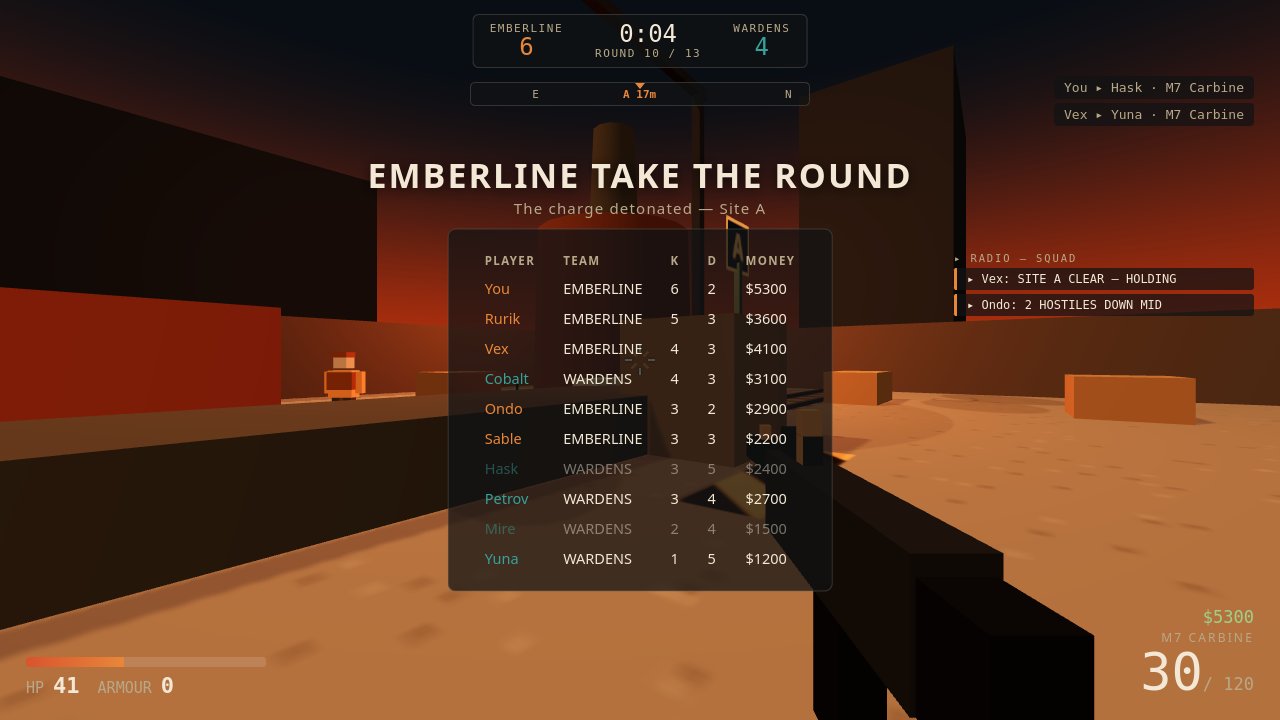 EMBERLINE 0:04 WARDENS
6 ROUND 10 / 13 4
E A 17m N
You ▸ Hask · M7 Carbine
Vex ▸ Yuna · M7 Carbine
EMBERLINE TAKE THE ROUND
The charge detonated — Site A
A
PLAYER TEAM K D MONEY
You EMBERLINE 6 2 $5300
Rurik EMBERLINE 5 3 $3600
Vex EMBERLINE 4 3 $4100
Cobalt WARDENS 4 3 $3100
Ondo EMBERLINE 3 2 $2900
Sable EMBERLINE 3 3 $2200
Hask WARDENS 3 5 $2400
Petrov WARDENS 3 4 $2700
Mire WARDENS 2 4 $1500
Yuna WARDENS 1 5 $1200
▸ RADIO — SQUAD
▸ Vex: SITE A CLEAR — HOLDING
▸ Ondo: 2 HOSTILES DOWN MID
HP 41 ARMOUR 0
$5300
M7 CARBINE
30 / 120